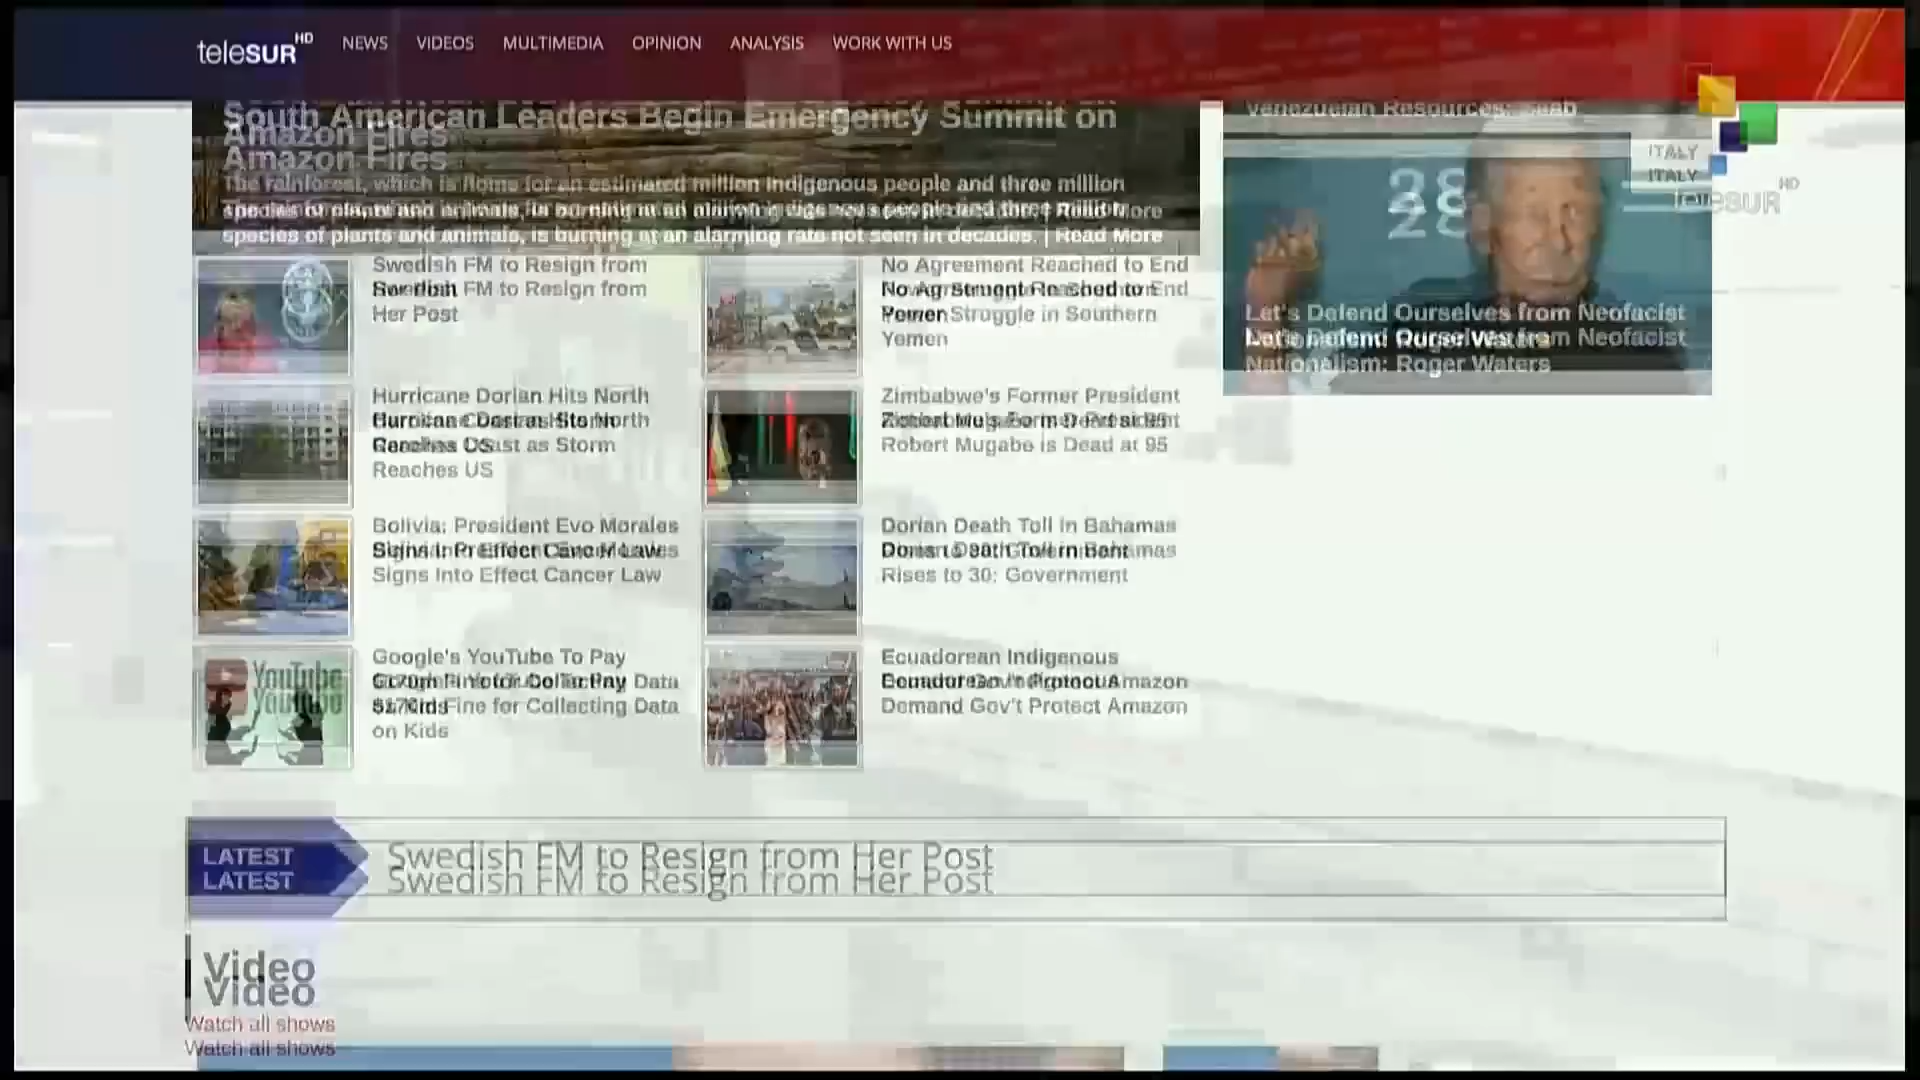 teleSUR HD NEWS VIDEOS MULTIMEDIA OPINION ANALYSIS WORK WITH US
South American Leaders Begin Emergency Summit on
Amazon Fires
The rainforest, which is home for an estimated million indigenous people and three million
species of plants and animals, is burning at an alarming rate not seen in decades. | Read More
Venezuelan Resources: Saab
ITALY
teleSUR HD
28
Let's Defend Ourselves from Neofacist
Nationalism: Roger Waters
Swedish FM to Resign from
Her Post
No Agreement Reached to End
Power Struggle in Southern
Yemen
Hurricane Dorian Hits North
Carolina Coast as Storm
Reaches US
Zimbabwe's Former President
Robert Mugabe is Dead at 95
Bolivia: President Evo Morales
Signs Into Effect Cancer Law
Dorian Death Toll in Bahamas
Rises to 30: Government
YouTube
Google's YouTube To Pay
$170m Fine for Collecting Data
on Kids
Ecuadorean Indigenous
Demand Gov't Protect Amazon
LATEST
Swedish FM to Resign from Her Post
Video
Watch all shows